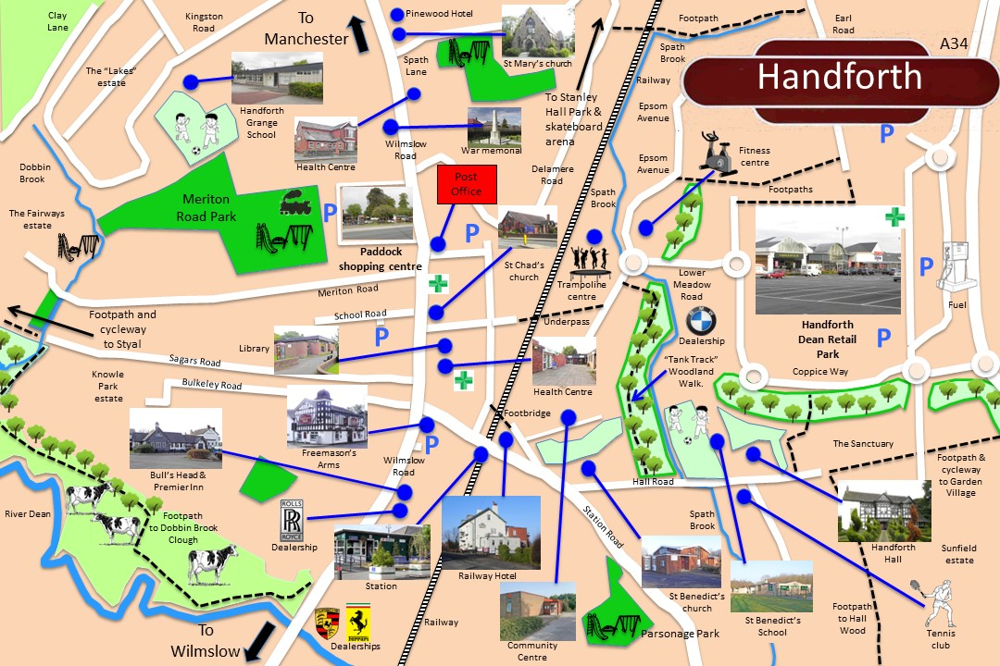 Clay
Lane
Kingston
Road
To
Manchester
Pinewood Hotel
St Mary's church
Footpath
Earl
Road
A34
Handforth
The "Lakes"
estate
Spath
Lane
Spath
Brook
Railway
Handforth
Grange
School
Health Centre
Wilmslow
Road
War memorial
To Stanley
Hall Park &
skateboard
arena
Epsom
Avenue
P
Dobbin
Brook
Meriton
Road Park
Post
Office
Delamere
Road
Epsom
Avenue
Fitness
centre
Footpaths
The Fairways
estate
P
Paddock
shopping centre
P
St Chad's
church
Spath
Brook
Trampoline
centre
Lower
Meadow
Road
P
Fuel
Meriton Road
School Road
Underpass
BMW
Dealership
Handforth
Dean Retail
Park
P
Footpath and
cycleway
to Styal
Library
P
Sagars Road
Health Centre
"Tank Track"
Woodland
Walk.
Coppice Way
Knowle
Park
estate
Bulkeley Road
Footbridge
Bull's Head &
Premier Inn
Freemason's
Arms
P
Wilmslow
Road
Hall Road
The Sanctuary
Footpath &
cycleway
to Garden
Village
River Dean
Footpath
to Dobbin Brook
Clough
ROLLS
RR
ROYCE
Dealership
Station
Railway Hotel
Station Road
Spath
Brook
Handforth
Hall
Sunfield
estate
St Benedict's
church
St Benedict's
School
Footpath
to Hall
Wood
Tennis
club
To
Wilmslow
Ferrari
Dealerships
Railway
Community
Centre
Parsonage Park